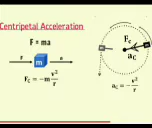 Centripetal Acceleration
F = ma
F
m
a
F_C = -m v²/r
m
F_c
a_C
a_C = - v²/r